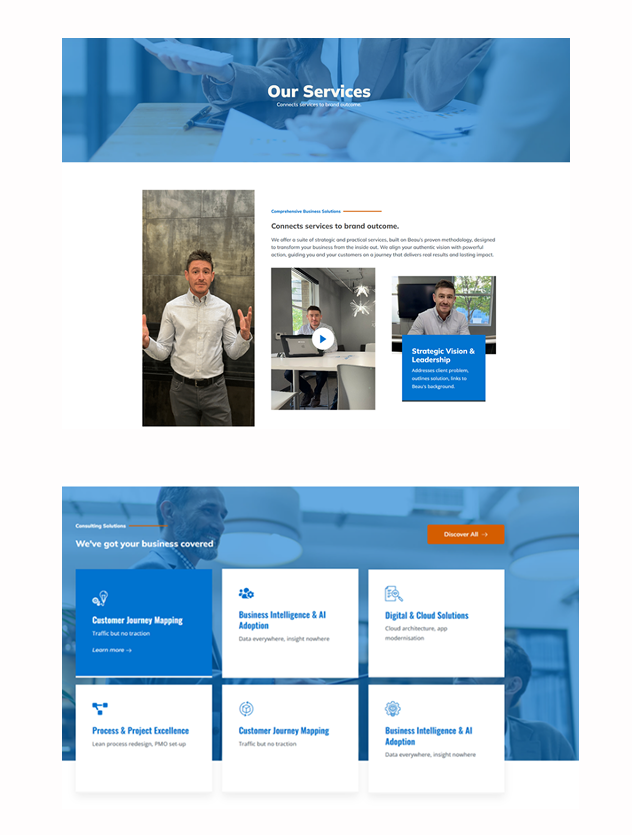 Our Services
Connects services to brand outcome.
Comprehensive Business Solutions
Connects services to brand outcome.
We offer a suite of strategic and practical services, built on Beau's proven methodology, designed
to transform your business from the inside out. We align your authentic vision with powerful
action, guiding you and your customers on a journey that delivers real results and lasting impact.
Strategic Vision &
Leadership
Addresses client problem,
outlines solution, links to
Beau's background.
Consulting Solutions
We've got your business covered
Discover All →
Customer Journey Mapping
Traffic but no traction
Learn more →
Business Intelligence & AI
Adoption
Data everywhere, insight nowhere
Digital & Cloud Solutions
Cloud architecture, app
modernisation
Process & Project Excellence
Lean process redesign, PMO set-up
Customer Journey Mapping
Traffic but no traction
Business Intelligence & AI
Adoption
Data everywhere, insight nowhere